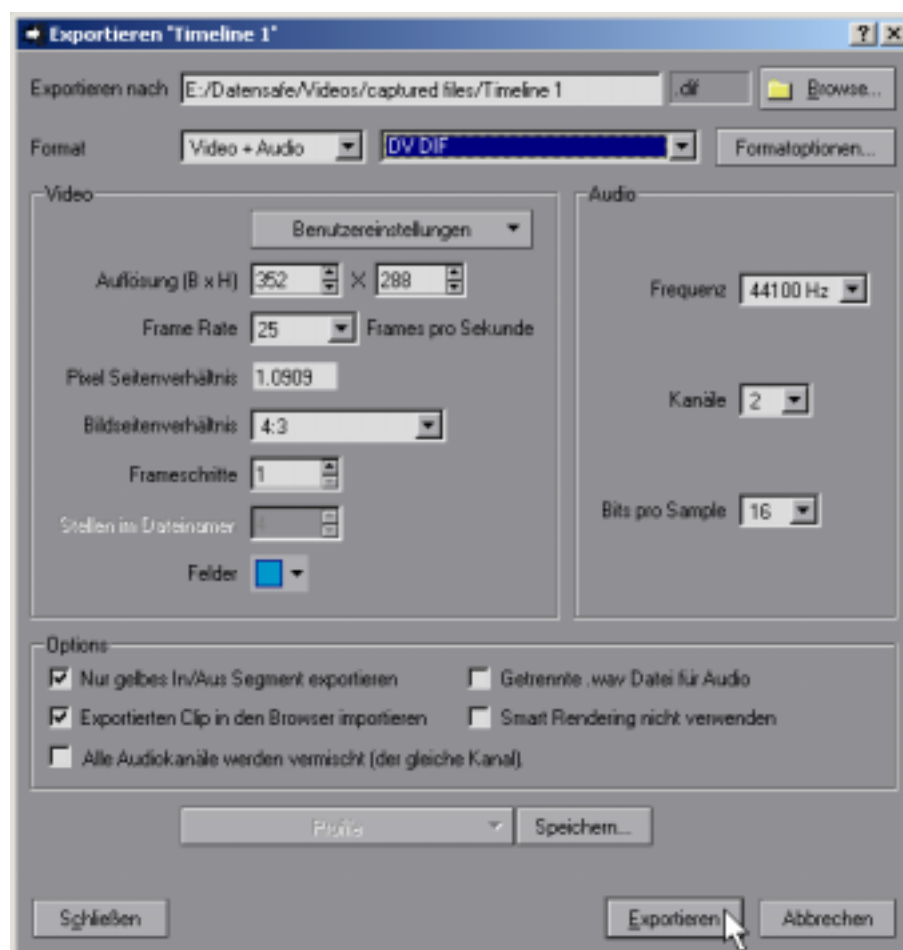 Exportieren "Timeline 1"
Exportieren nach E:/Datensafe/Videos/captured files/Timeline 1 .dif Browse...
Format Video + Audio DV DIF Formatoptionen...
Video
Benutzereinstellungen
Auflösung (B x H) 352 X 288
Frame Rate 25 Frames pro Sekunde
Pixel Seitenverhältnis 1.0909
Bildseitenverhältnis 4:3
Frameschritte 1
Stellen im Dateinamen 4
Felder
Audio
Frequenz 44100 Hz
Kanäle 2
Bits pro Sample 16
Options
Nur gelbes In/Aus Segment exportieren
Getrennte .wav Datei für Audio
Exportierten Clip in den Browser importieren
Smart Rendering nicht verwenden
Alle Audiokanäle werden vermischt (der gleiche Kanal).
Profile Speichern...
Schließen Exportieren Abbrechen